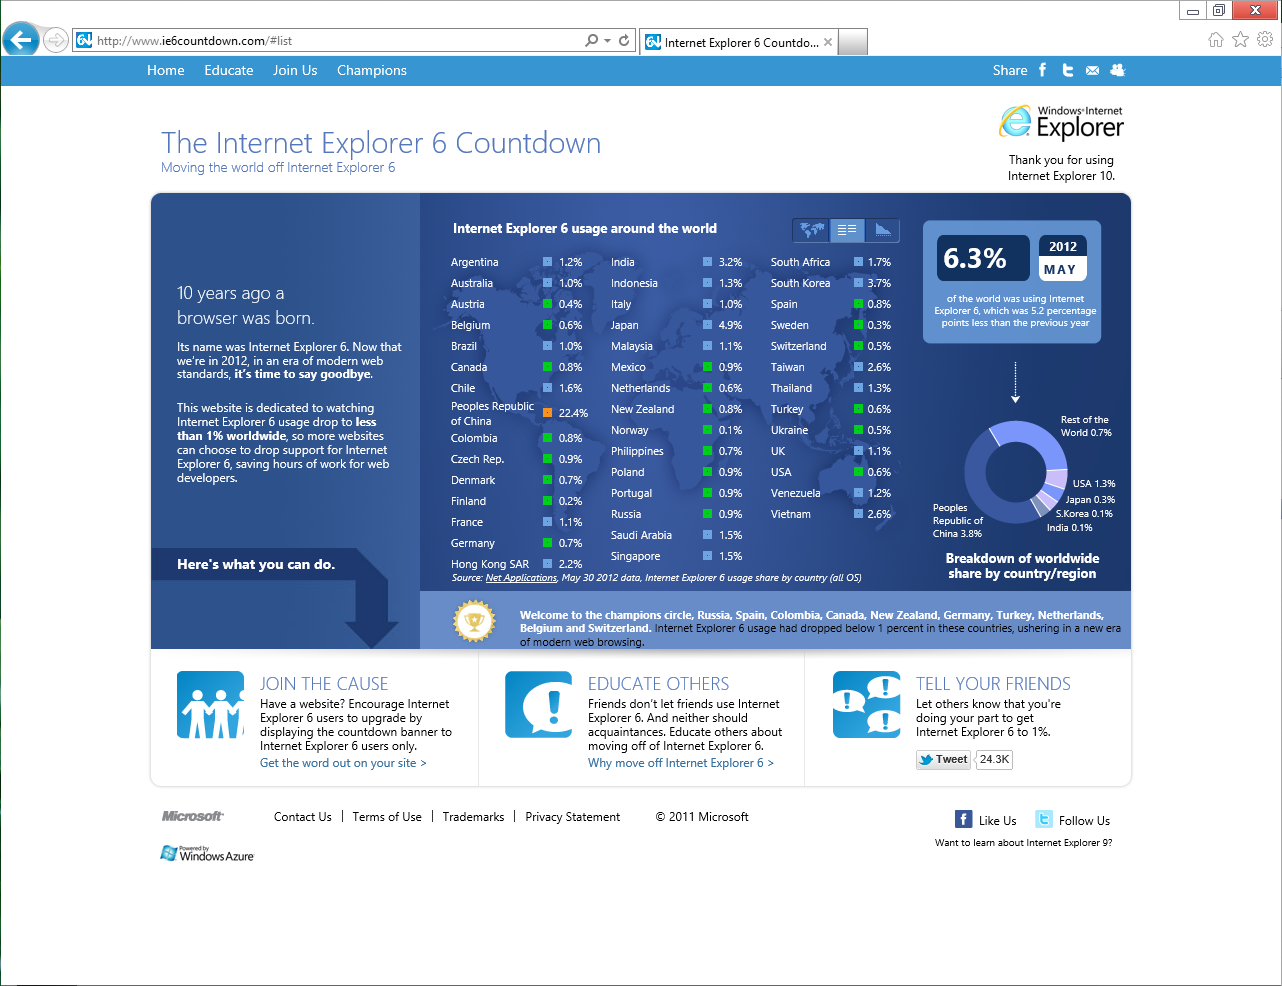 http://www.ie6countdown.com/#list
Internet Explorer 6 Countdo...
Home Educate Join Us Champions
Share
The Internet Explorer 6 Countdown
Moving the world off Internet Explorer 6
Windows Internet
Explorer
Thank you for using
Internet Explorer 10.
10 years ago a
browser was born.
Its name was Internet Explorer 6. Now that
we're in 2012, in an era of modern web
standards, it's time to say goodbye.
This website is dedicated to watching
Internet Explorer 6 usage drop to less
than 1% worldwide, so more websites
can choose to drop support for Internet
Explorer 6, saving hours of work for web
developers.
Here's what you can do.
Internet Explorer 6 usage around the world
Argentina 1.2%
Australia 1.0%
Austria 0.4%
Belgium 0.6%
Brazil 1.0%
Canada 0.8%
Chile 1.6%
Peoples Republic
of China 22.4%
Colombia 0.8%
Czech Rep. 0.9%
Denmark 0.7%
Finland 0.2%
France 1.1%
Germany 0.7%
Hong Kong SAR 2.2%
India 3.2%
Indonesia 1.3%
Italy 1.0%
Japan 4.9%
Malaysia 1.1%
Mexico 0.9%
Netherlands 0.6%
New Zealand 0.8%
Norway 0.1%
Philippines 0.7%
Poland 0.9%
Portugal 0.9%
Russia 0.9%
Saudi Arabia 1.5%
Singapore 1.5%
South Africa 1.7%
South Korea 3.7%
Spain 0.8%
Sweden 0.3%
Switzerland 0.5%
Taiwan 2.6%
Thailand 1.3%
Turkey 0.6%
Ukraine 0.5%
UK 1.1%
USA 0.6%
Venezuela 1.2%
Vietnam 2.6%
Source: Net Applications, May 30 2012 data, Internet Explorer 6 usage share by country (all OS)
6.3%
2012
MAY
of the world was using Internet
Explorer 6, which was 5.2 percentage
points less than the previous year
Rest of the
World 0.7%
USA 1.3%
Japan 0.3%
S.Korea 0.1%
India 0.1%
Peoples
Republic of
China 3.8%
Breakdown of worldwide
share by country/region
Welcome to the champions circle, Russia, Spain, Colombia, Canada, New Zealand, Germany, Turkey, Netherlands,
Belgium and Switzerland. Internet Explorer 6 usage had dropped below 1 percent in these countries, ushering in a new era
of modern web browsing.
JOIN THE CAUSE
Have a website? Encourage Internet
Explorer 6 users to upgrade by
displaying the countdown banner to
Internet Explorer 6 users only.
Get the word out on your site >
EDUCATE OTHERS
Friends don't let friends use Internet
Explorer 6. And neither should
acquaintances. Educate others about
moving off of Internet Explorer 6.
Why move off Internet Explorer 6 >
TELL YOUR FRIENDS
Let others know that you're
doing your part to get
Internet Explorer 6 to 1%.
Tweet 24.3K
Microsoft
Contact Us | Terms of Use | Trademarks | Privacy Statement © 2011 Microsoft
Like Us Follow Us
Powered by
Windows Azure
Want to learn about Internet Explorer 9?